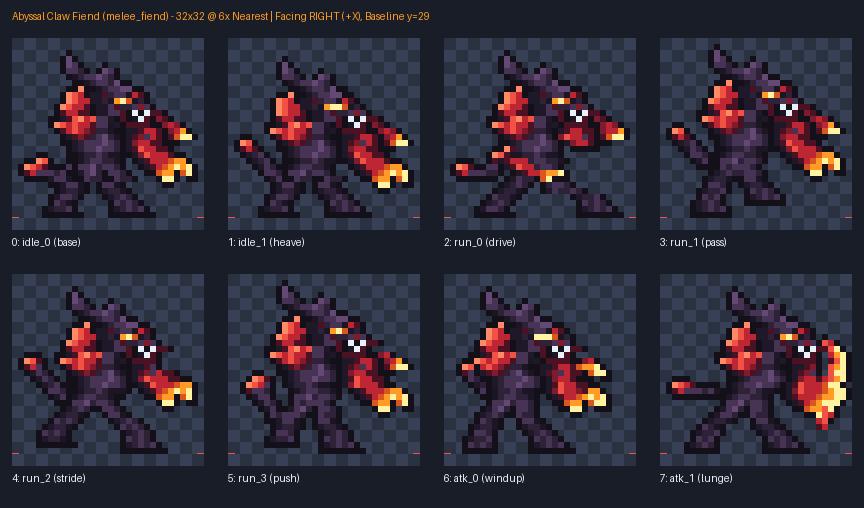 Abyssal Claw Fiend (melee_fiend) - 32x32 @ 6x Nearest | Facing RIGHT (+X), Baseline y=29
0: idle_0 (base)
1: idle_1 (heave)
2: run_0 (drive)
3: run_1 (pass)
4: run_2 (stride)
5: run_3 (push)
6: atk_0 (windup)
7: atk_1 (lunge)